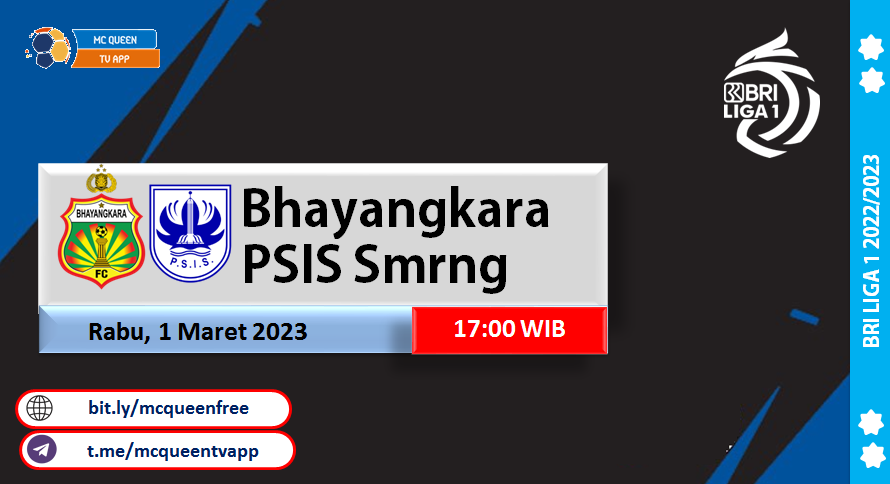 MC QUEEN
TV APP
BRI
LIGA 1
BHAYANGKARA
FC
P.S.I.S.
Bhayangkara
PSIS Smrng
Rabu, 1 Maret 2023
17:00 WIB
bit.ly/mcqueenfree
t.me/mcqueentvapp
BRI LIGA 1 2022/2023